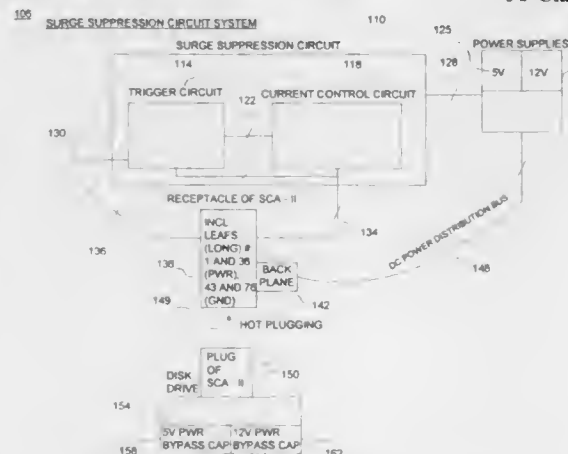 106
SURGE SUPPRESSION CIRCUIT SYSTEM
110
SURGE SUPPRESSION CIRCUIT
125
POWER SUPPLIES
114
118
128
5V
12V
TRIGGER CIRCUIT
122
CURRENT CONTROL CIRCUIT
130
RECEPTACLE OF SCA - II
134
136
INCL
LEAFS
(LONG) #
1 AND 36
(PWR),
43 AND 76
(GND)
138
BACK
PLANE
142
DC POWER DISTRIBUTION BUS
146
149
HOT PLUGGING
PLUG
OF
SCA II
150
DISK
DRIVE
154
5V PWR
BYPASS CAP
12V PWR
BYPASS CAP
158
162